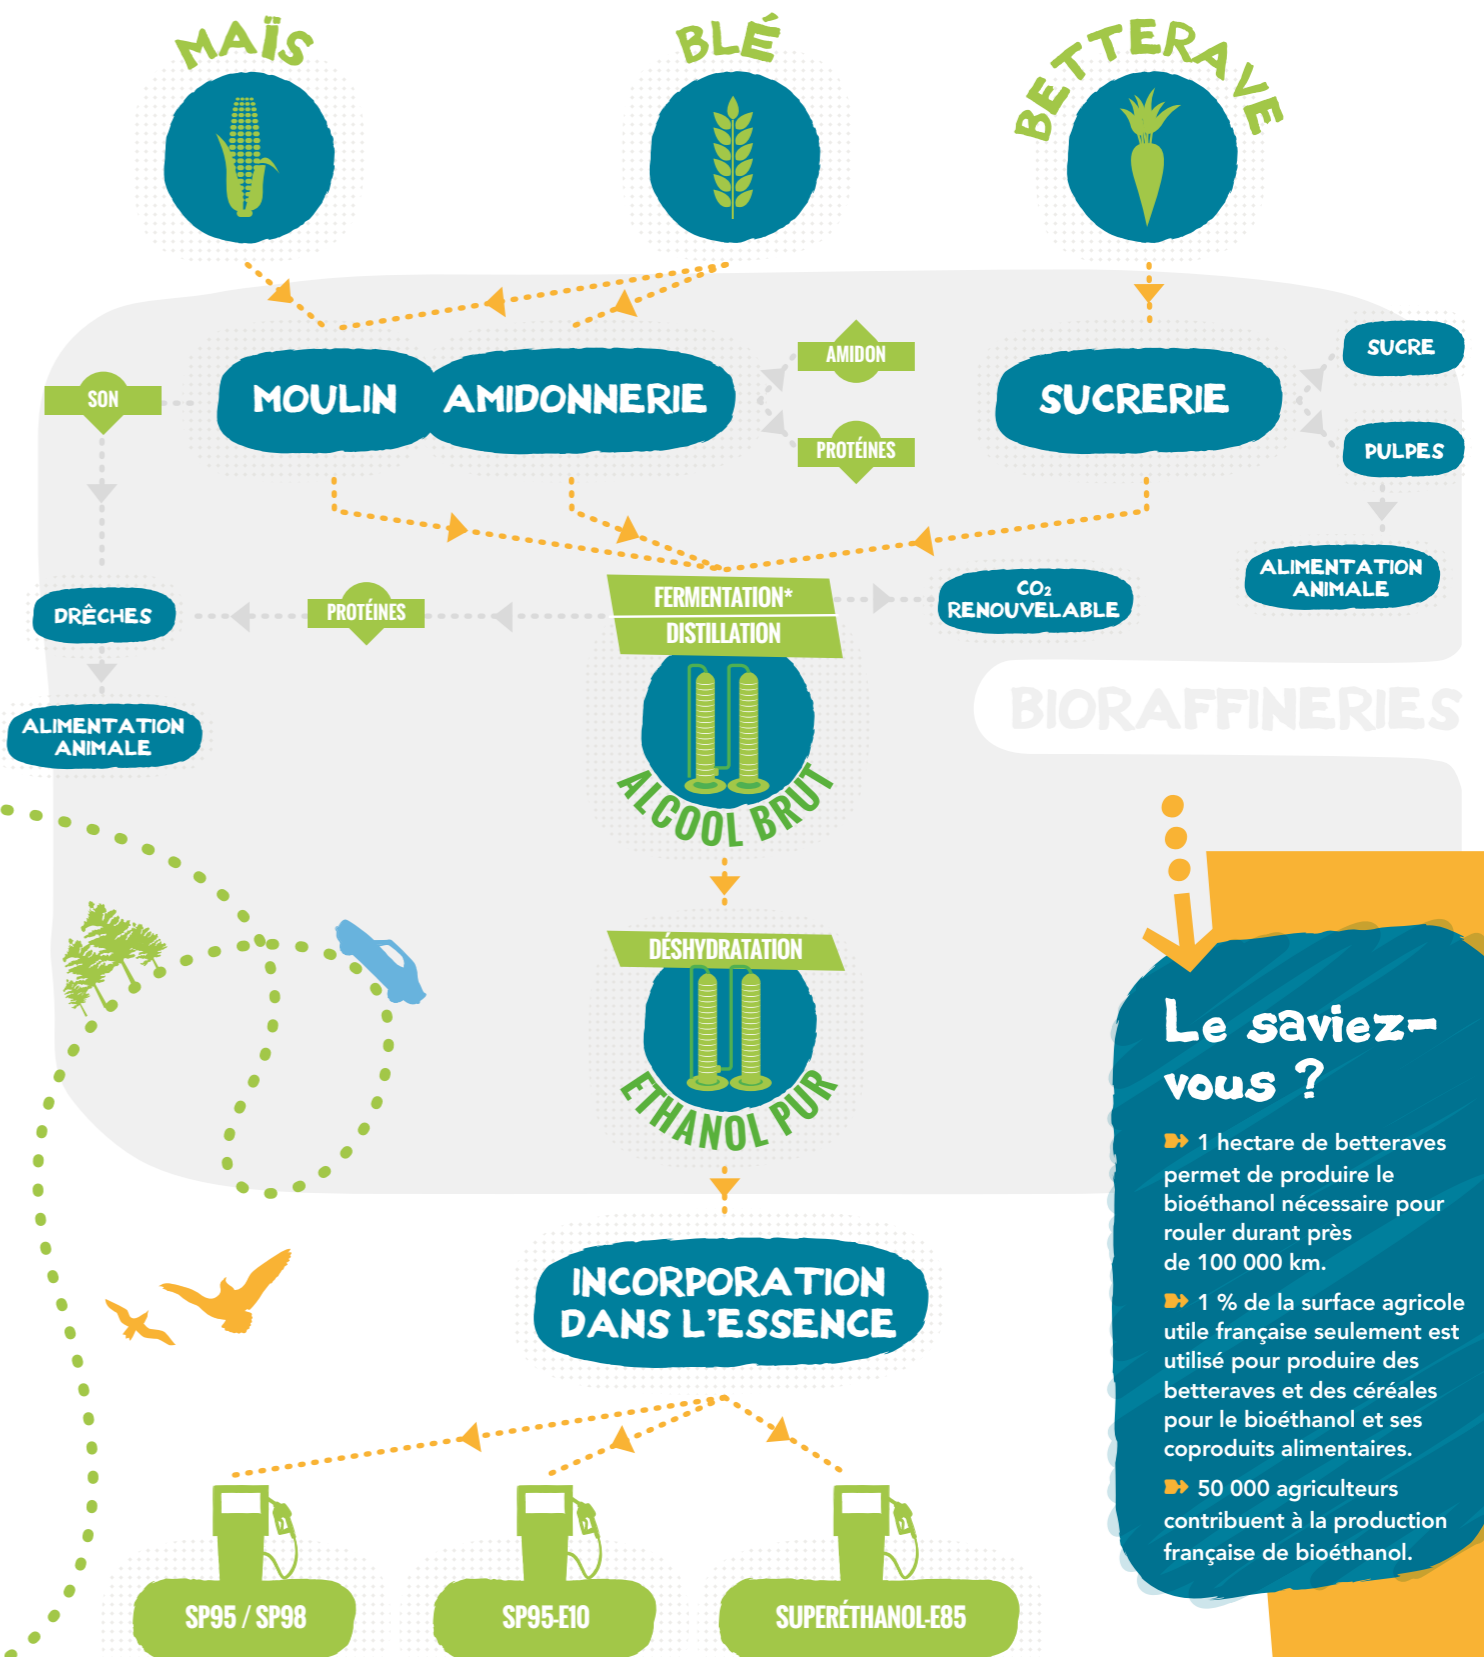 MAÏS
BLÉ
BETTERAVE
MOULIN
AMIDONNERIE
SUCRERIE
SON
AMIDON
PROTÉINES
SUCRE
PULPES
ALIMENTATION
ANIMALE
FERMENTATION*
DISTILLATION
CO₂
RENOUVELABLE
PROTÉINES
DRÊCHES
ALIMENTATION
ANIMALE
BIORAFFINERIES
ALCOOL BRUT
DÉSHYDRATATION
ETHANOL PUR
INCORPORATION
DANS L'ESSENCE
SP95 / SP98
SP95-E10
SUPERÉTHANOL-E85
Le saviez-
vous ?
1 hectare de betteraves
permet de produire le
bioéthanol nécessaire pour
rouler durant près
de 100 000 km.
1 % de la surface agricole
utile française seulement est
utilisé pour produire des
betteraves et des céréales
pour le bioéthanol et ses
coproduits alimentaires.
50 000 agriculteurs
contribuent à la production
française de bioéthanol.